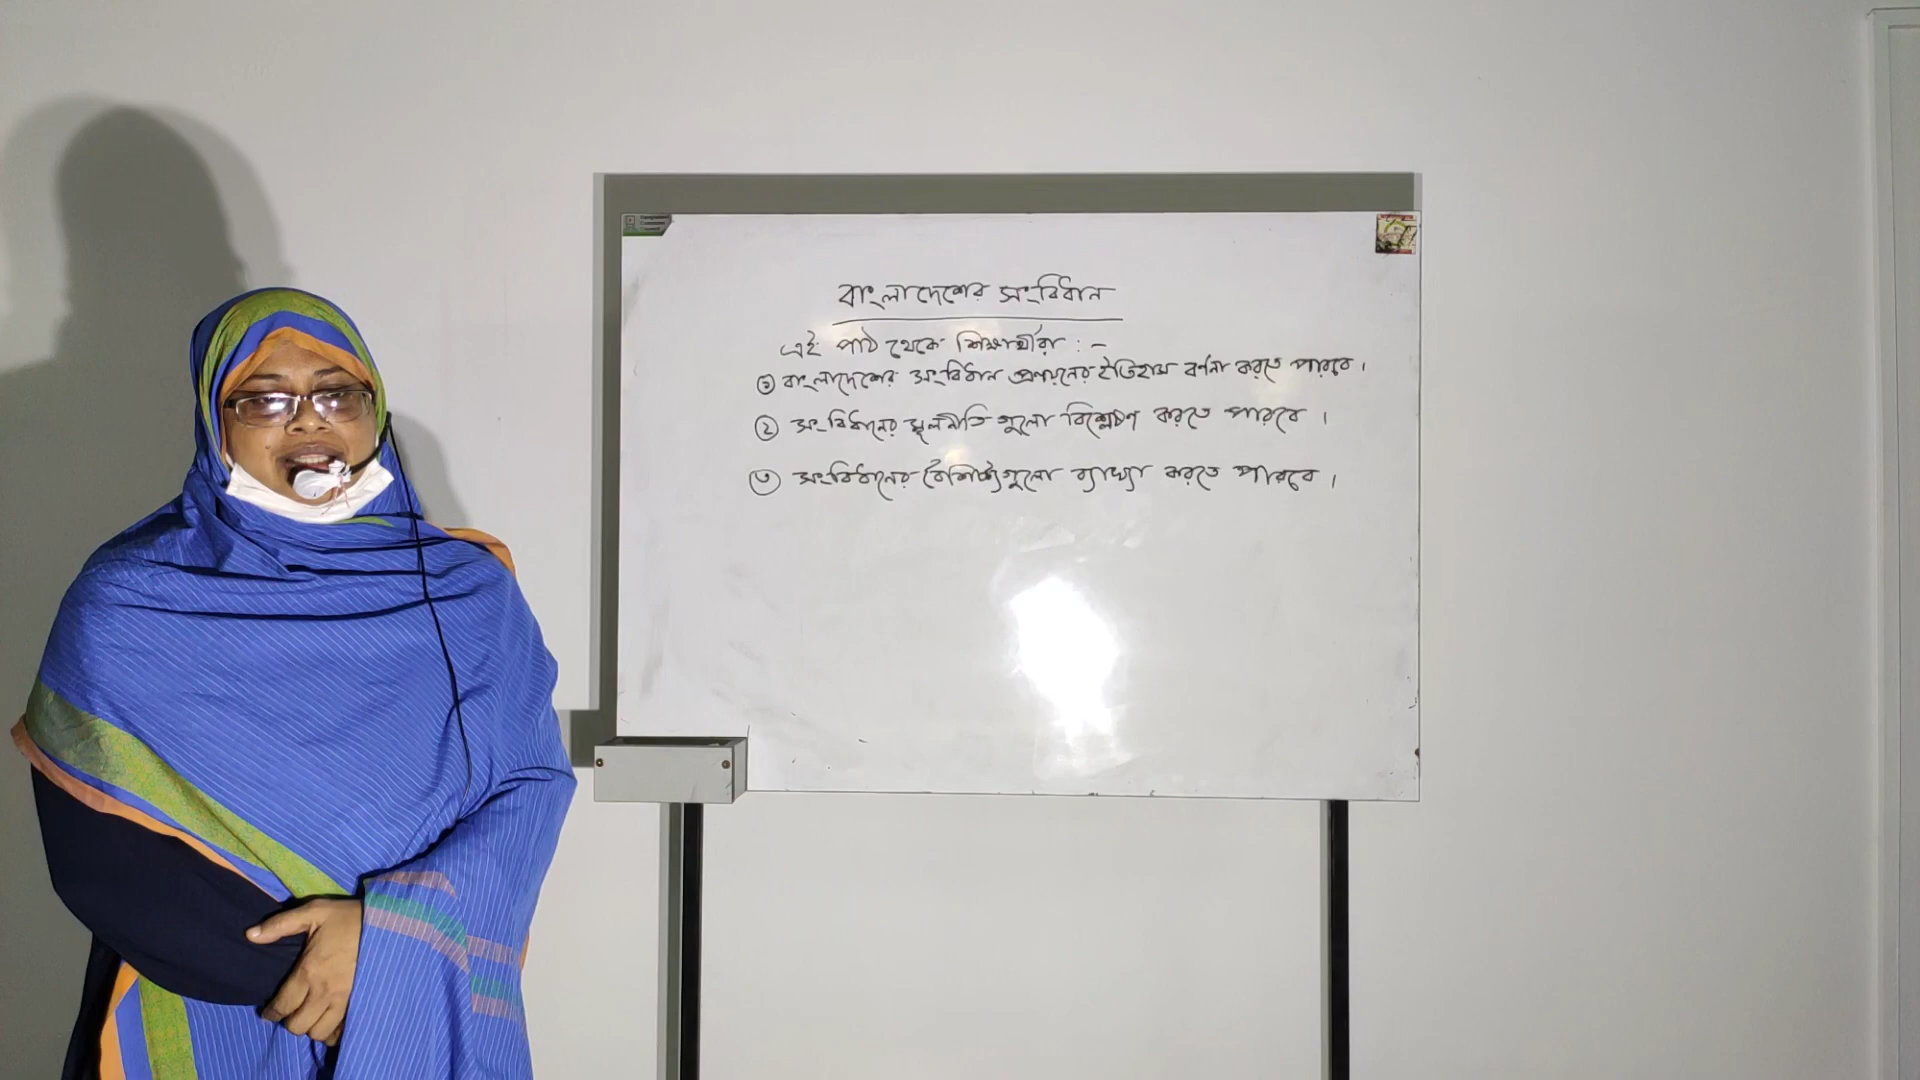 বাংলাদেশের সংবিধান
এই পাঠ থেকে শিক্ষার্থীরা :-
১ বাংলাদেশের সংবিধান প্রণয়নের ইতিহাস বর্ণনা করতে পারবে।
২ সংবিধানের মূলনীতি গুলো বিশ্লেষণ করতে পারবে।
৩ সংবিধানের বৈশিষ্ট্যগুলো ব্যাখ্যা করতে পারবে।